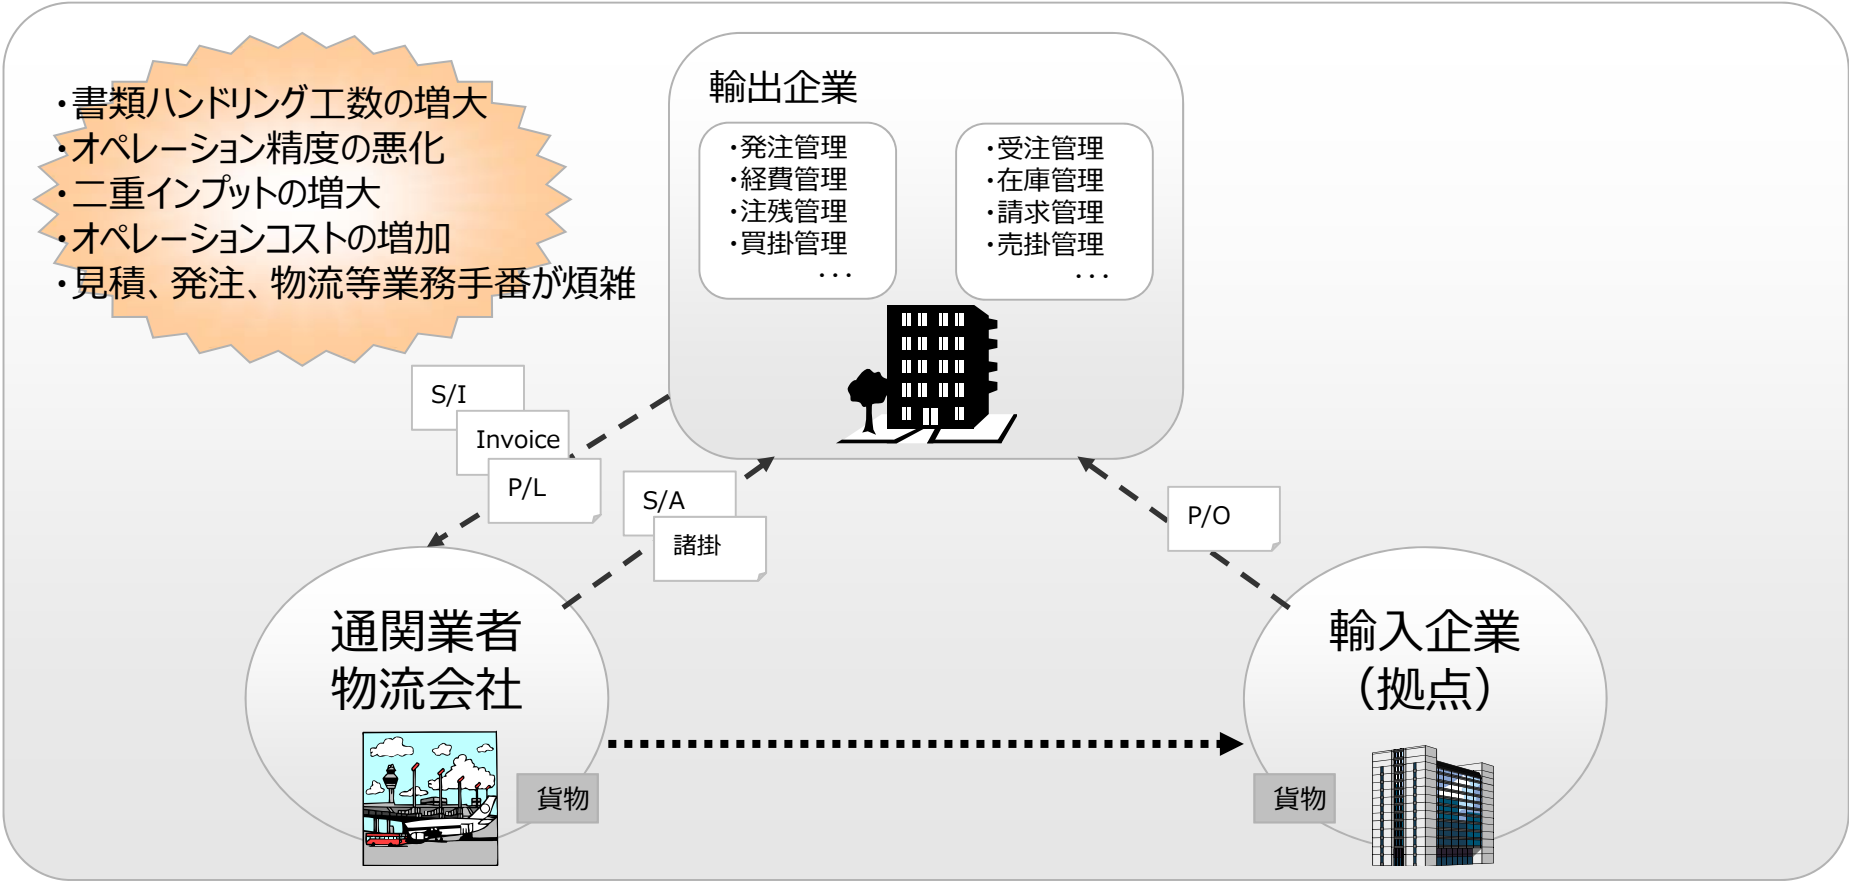 ・書類ハンドリング工数の増大
・オペレーション精度の悪化
・二重インプットの増大
・オペレーションコストの増加
・見積、発注、物流等業務手番が煩雑
輸出企業
・発注管理
・経費管理
・注残管理
・買掛管理
・・・
・受注管理
・在庫管理
・請求管理
・売掛管理
・・・
S/I
Invoice
P/L
S/A
諸掛
P/O
通関業者
物流会社
貨物
輸入企業
（拠点）
貨物